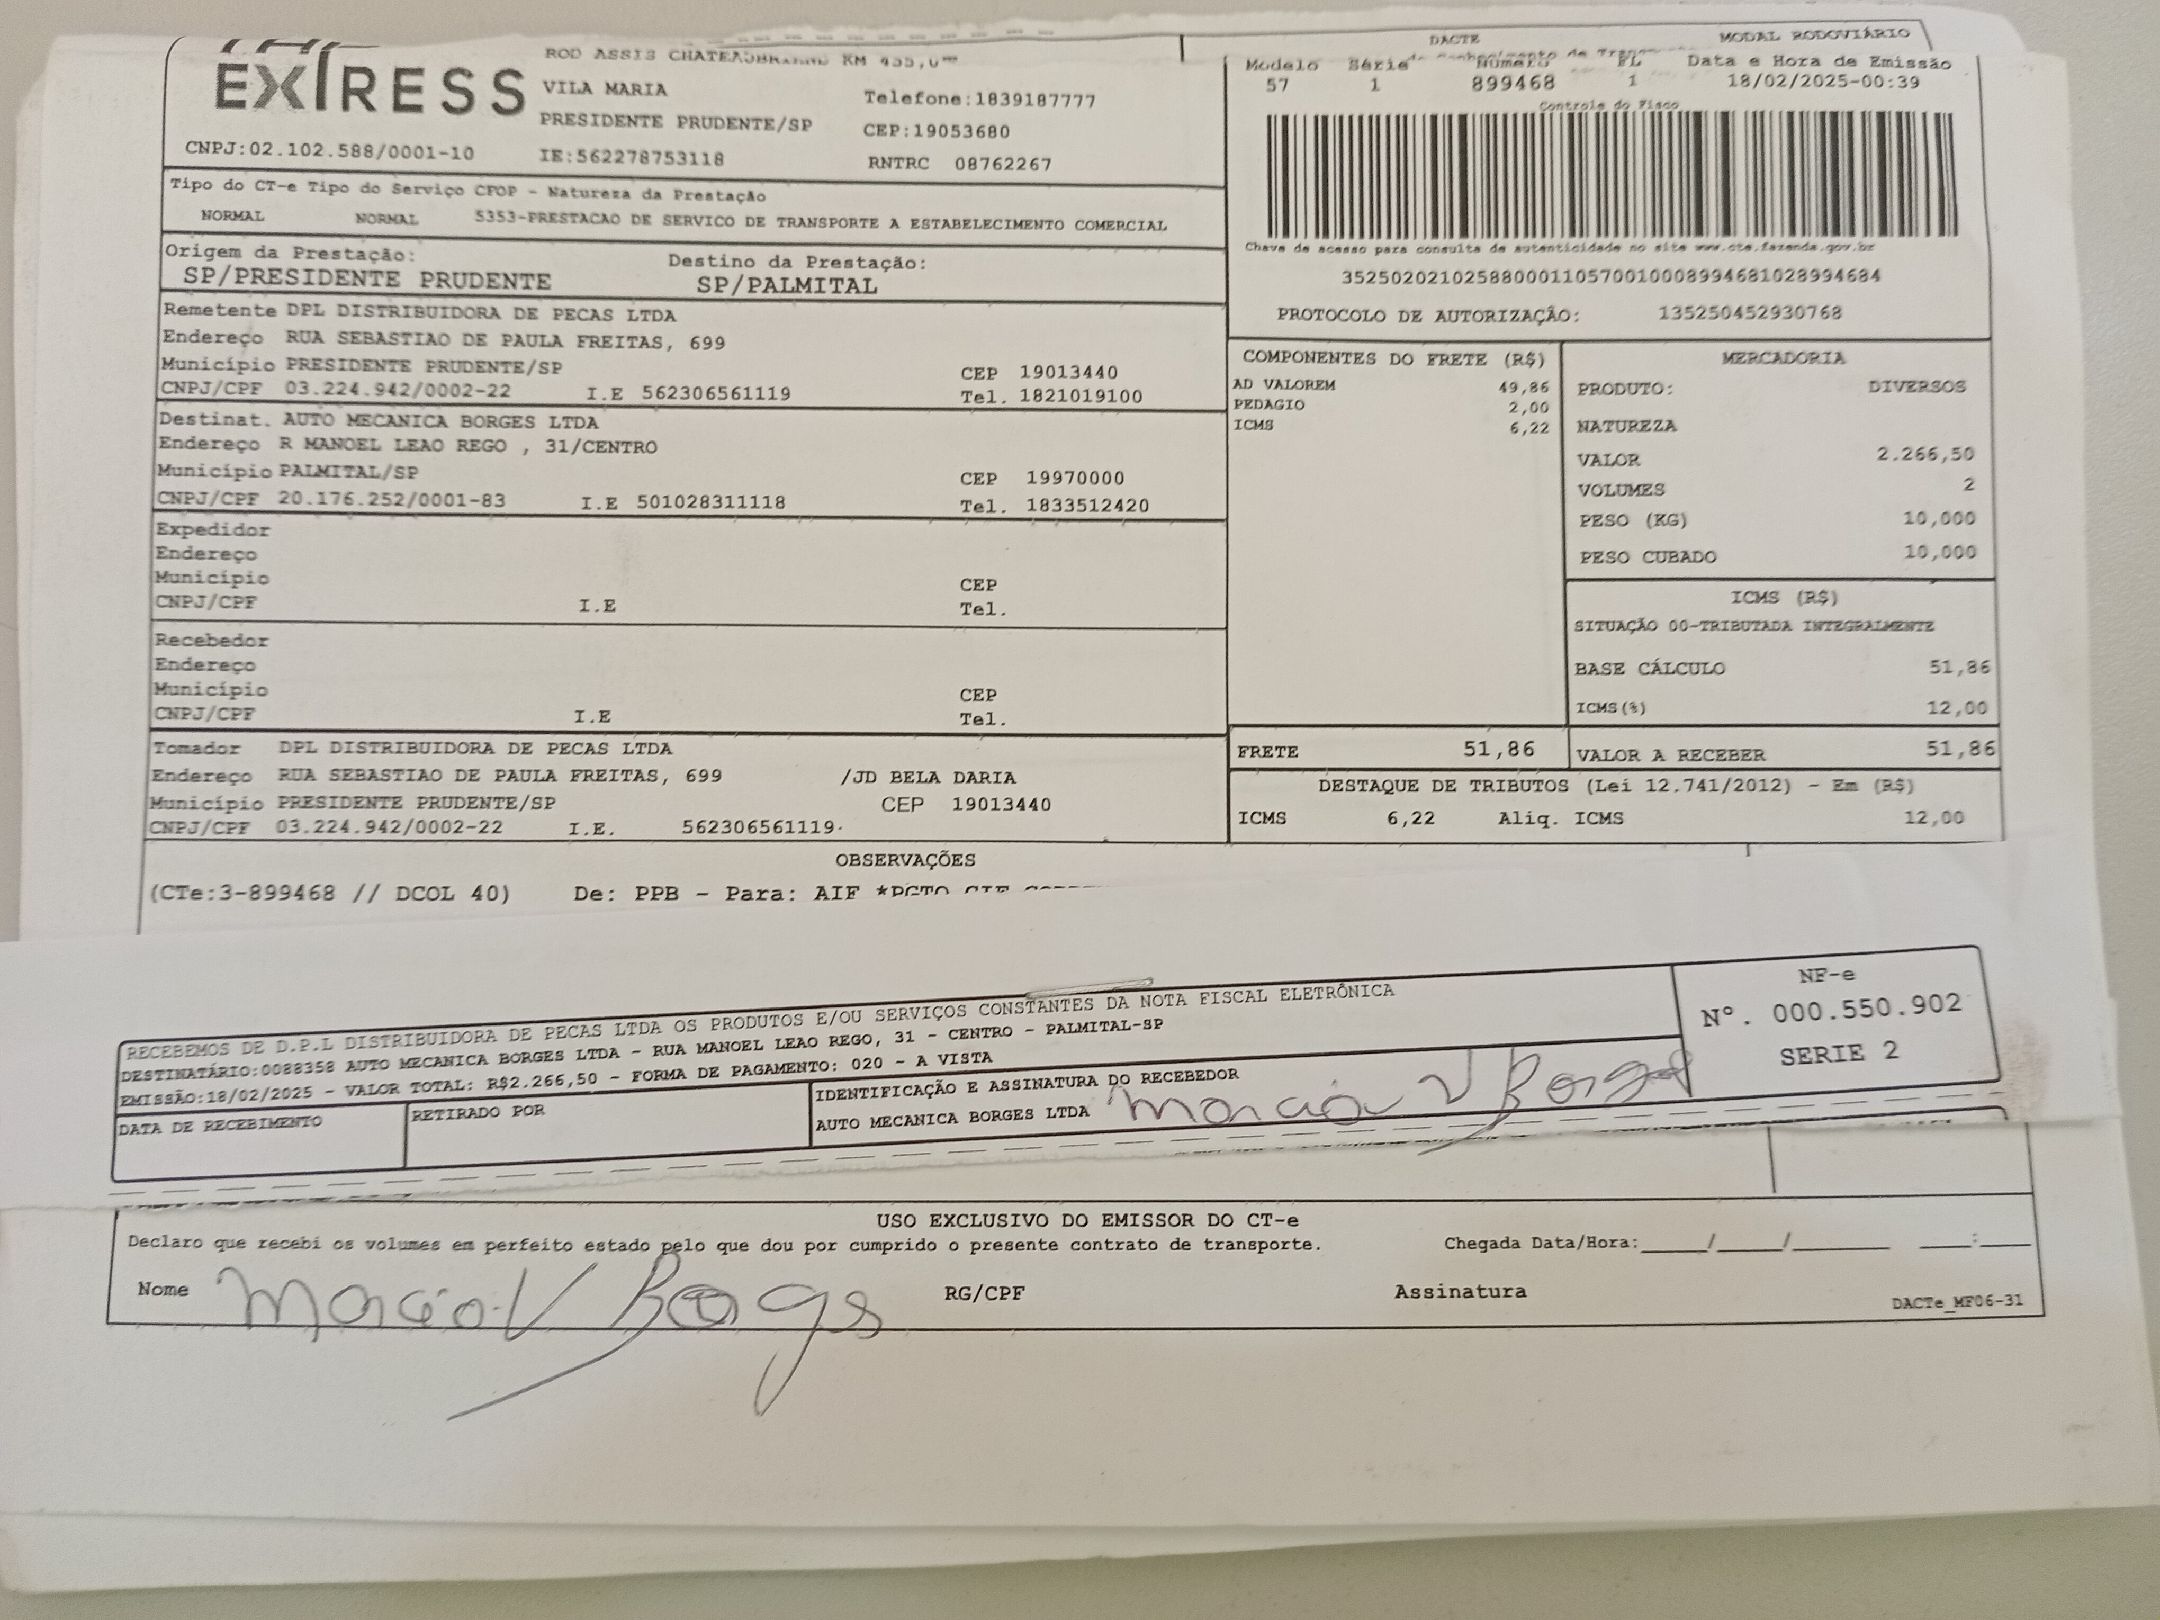 EXPRESS
ROD ASSIS CHATEAUBRIAND KM 455,0
VILA MARIA
Telefone:1839187777
PRESIDENTE PRUDENTE/SP
CEP:19053680
CNPJ:02.102.588/0001-10 IE:562278753118 RNTRC 08762267
DACTE MODAL RODOVIÁRIO
Modelo Série Número FL Data e Hora de Emissão
57 1 899468 1 18/02/2025-00:39
Controle do Fisco
Chave de acesso para consulta de autenticidade no site www.cte.fazenda.gov.br
35250202102588000110570010008994681028994684
PROTOCOLO DE AUTORIZAÇÃO: 135250452930768
Tipo do CT-e Tipo do Serviço CFOP - Natureza da Prestação
NORMAL NORMAL 5353-PRESTACAO DE SERVICO DE TRANSPORTE A ESTABELECIMENTO COMERCIAL
Origem da Prestação: Destino da Prestação:
SP/PRESIDENTE PRUDENTE SP/PALMITAL
Remetente DPL DISTRIBUIDORA DE PECAS LTDA
Endereço RUA SEBASTIAO DE PAULA FREITAS, 699
Município PRESIDENTE PRUDENTE/SP CEP 19013440
CNPJ/CPF 03.224.942/0002-22 I.E 562306561119 Tel. 1821019100
Destinat. AUTO MECANICA BORGES LTDA
Endereço R MANOEL LEAO REGO , 31/CENTRO
Município PALMITAL/SP CEP 19970000
CNPJ/CPF 20.176.252/0001-83 I.E 501028311118 Tel. 1833512420
Expedidor
Endereço
Município CEP
CNPJ/CPF I.E Tel.
Recebedor
Endereço
Município CEP
CNPJ/CPF I.E Tel.
Tomador DPL DISTRIBUIDORA DE PECAS LTDA
Endereço RUA SEBASTIAO DE PAULA FREITAS, 699 /JD BELA DARIA
Município PRESIDENTE PRUDENTE/SP CEP 19013440
CNPJ/CPF 03.224.942/0002-22 I.E. 562306561119
COMPONENTES DO FRETE (R$)
AD VALOREM 49,86
PEDAGIO 2,00
ICMS 6,22
MERCADORIA
PRODUTO: DIVERSOS
NATUREZA
VALOR 2.266,50
VOLUMES 2
PESO (KG) 10,000
PESO CUBADO 10,000
ICMS (R$)
SITUAÇÃO 00-TRIBUTADA INTEGRALMENTE
BASE CÁLCULO 51,86
ICMS(%) 12,00
FRETE 51,86 VALOR A RECEBER 51,86
DESTAQUE DE TRIBUTOS (Lei 12.741/2012) - Em (R$)
ICMS 6,22 Aliq. ICMS 12,00
OBSERVAÇÕES
(CTe:3-899468 // DCOL 40) De: PPB - Para: AIF *PGTO CIF
RECEBEMOS DE D.P.L DISTRIBUIDORA DE PECAS LTDA OS PRODUTOS E/OU SERVIÇOS CONSTANTES DA NOTA FISCAL ELETRÔNICA
DESTINATÁRIO:0088358 AUTO MECANICA BORGES LTDA - RUA MANOEL LEAO REGO, 31 - CENTRO - PALMITAL-SP
EMISSÃO:18/02/2025 - VALOR TOTAL: R$2.266,50 - FORMA DE PAGAMENTO: 020 - A VISTA
DATA DE RECEBIMENTO
RETIRADO POR
IDENTIFICAÇÃO E ASSINATURA DO RECEBEDOR
AUTO MECANICA BORGES LTDA Marcio V Borges
NF-e
Nº. 000.550.902
SERIE 2
USO EXCLUSIVO DO EMISSOR DO CT-e
Declaro que recebi os volumes em perfeito estado pelo que dou por cumprido o presente contrato de transporte. Chegada Data/Hora:____/____/______ ___:___
Nome Marcio V Borges RG/CPF Assinatura
DACTe_MF06-31